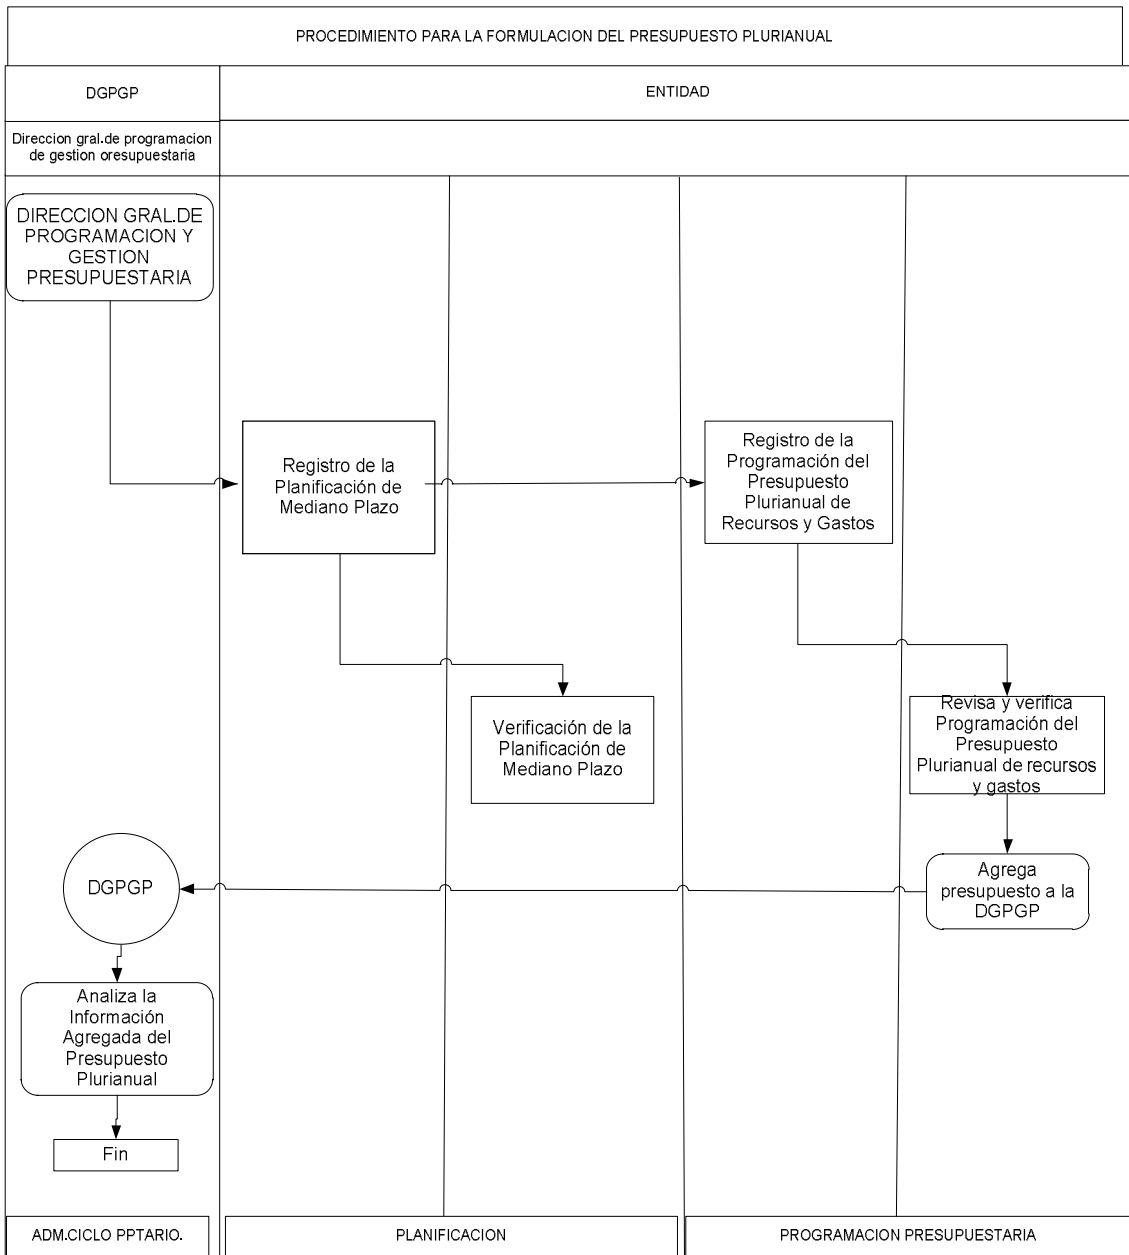 PROCEDIMIENTO PARA LA FORMULACION DEL PRESUPUESTO PLURIANUAL
DGPGP
ENTIDAD
Direccion gral.de programacion
de gestion oresupuestaria
DIRECCION GRAL.DE
PROGRAMACION Y
GESTION
PRESUPUESTARIA
Registro de la
Planificación de
Mediano Plazo
Registro de la
Programación del
Presupuesto
Plurianual de
Recursos y Gastos
Verificación de la
Planificación de
Mediano Plazo
Revisa y verifica
Programación del
Presupuesto
Plurianual de recursos
y gastos
Agrega
presupuesto a la
DGPGP
DGPGP
Analiza la
Información
Agregada del
Presupuesto
Plurianual
Fin
ADM.CICLO PPTARIO.
PLANIFICACION
PROGRAMACION PRESUPUESTARIA